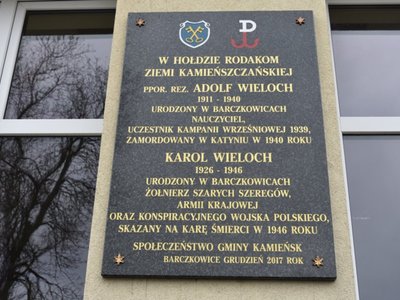 W HOŁDZIE RODAKOM
ZIEMI KAMIEŃSZCZAŃSKIEJ
PPOR. REZ. ADOLF WIELOCH
1911 - 1940
URODZONY W BARCZKOWICACH
NAUCZYCIEL,
UCZESTNIK KAMPANII WRZEŚNIOWEJ 1939,
ZAMORDOWANY W KATYNIU W 1940 ROKU
KAROL WIELOCH
1926 - 1946
URODZONY W BARCZKOWICACH
ŻOŁNIERZ SZARYCH SZEREGÓW,
ARMII KRAJOWEJ
ORAZ KONSPIRACYJNEGO WOJSKA POLSKIEGO,
SKAZANY NA KARĘ ŚMIERCI W 1946 ROKU
SPOŁECZEŃSTWO GMINY KAMIEŃSK
BARCZKOWICE GRUDZIEŃ 2017 ROK